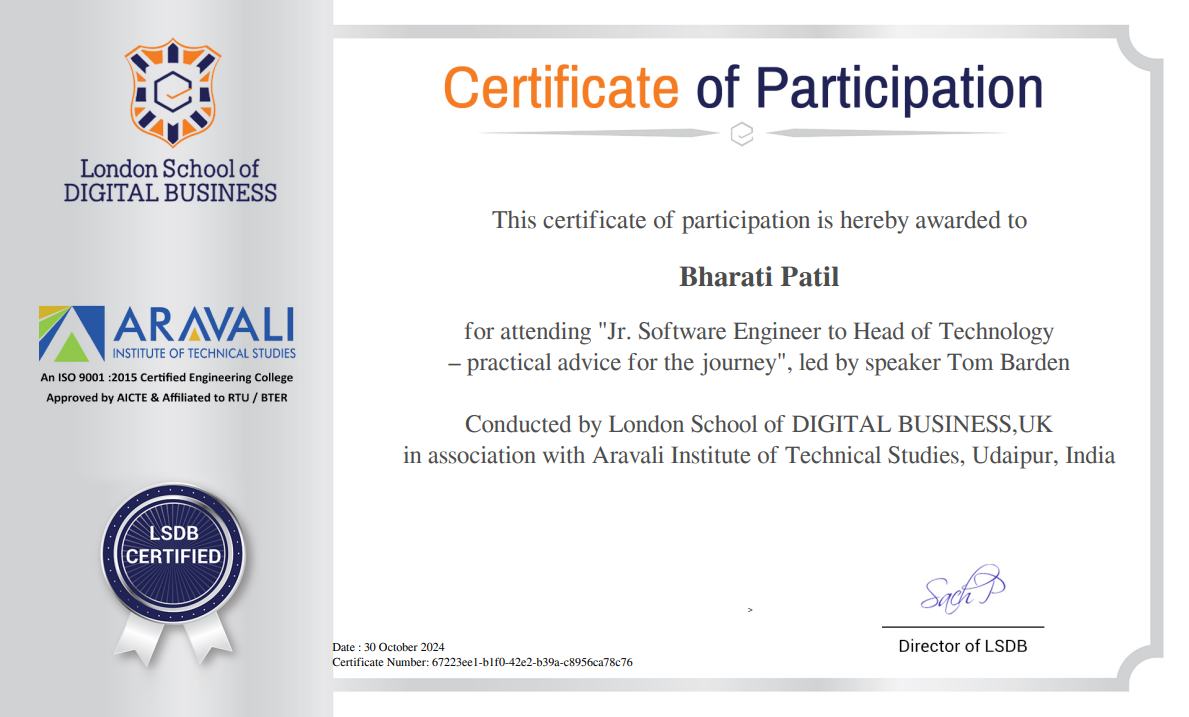 London School of
DIGITAL BUSINESS
ARAVALI
INSTITUTE OF TECHNICAL STUDIES
An ISO 9001 :2015 Certified Engineering College
Approved by AICTE & Affiliated to RTU / BTER
LSDB
CERTIFIED
Certificate of Participation
This certificate of participation is hereby awarded to
Bharati Patil
for attending "Jr. Software Engineer to Head of Technology
– practical advice for the journey", led by speaker Tom Barden
Conducted by London School of DIGITAL BUSINESS,UK
in association with Aravali Institute of Technical Studies, Udaipur, India
>
Sach P
Director of LSDB
Date : 30 October 2024
Certificate Number: 67223ee1-b1f0-42e2-b39a-c8956ca78c76